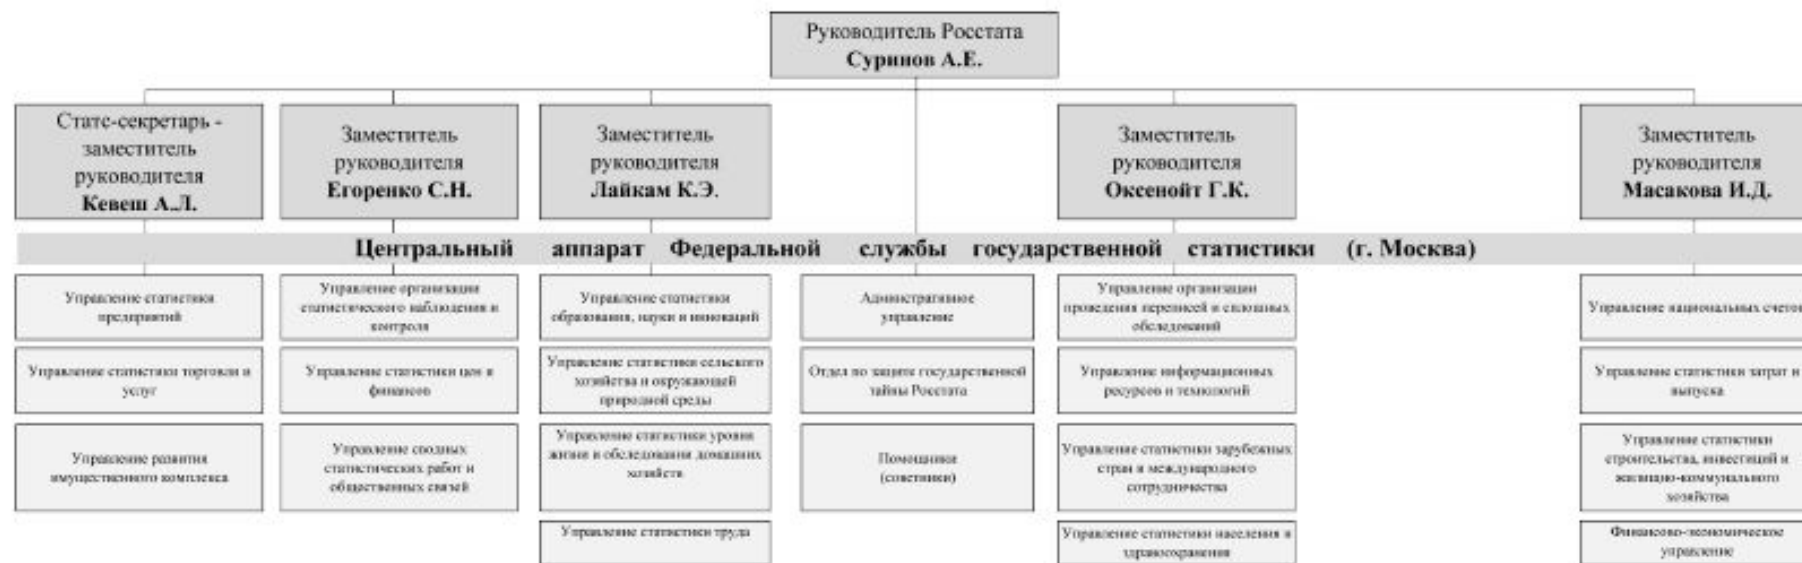 Руководитель Росстата
Суринов А.Е.
Статс-секретарь -
заместитель
руководителя
Кевеш А.Л.
Заместитель
руководителя
Егоренко С.Н.
Заместитель
руководителя
Лайкам К.Э.
Заместитель
руководителя
Оксенойт Г.К.
Заместитель
руководителя
Масакова И.Д.
Центральный аппарат Федеральной службы государственной статистики (г. Москва)
Управление статистики
предприятий
Управление статистики торговли и
услуг
Управление развития
имущественного комплекса
Управление организации
статистического наблюдения и
контроля
Управление статистики цен и
финансов
Управление сводных
статистических работ и
общественных связей
Управление статистики
образования, науки и инноваций
Управление статистики сельского
хозяйства и окружающей
природной среды
Управление статистики уровня
жизни и обследования домашних
хозяйств
Управление статистики труда
Административное
управление
Отдел по защите государственной
тайны Росстата
Помощники
(советники)
Управление организации
проведения переписей и сплошных
обследований
Управление информационных
ресурсов и технологий
Управление статистики зарубежных
стран и международного
сотрудничества
Управление статистики населения и
здравоохранения
Управление национальных счетов
Управление статистики затрат и
выпуска
Управление статистики
строительства, инвестиций и
жилищно-коммунального
хозяйства
Финансово-экономическое
управление